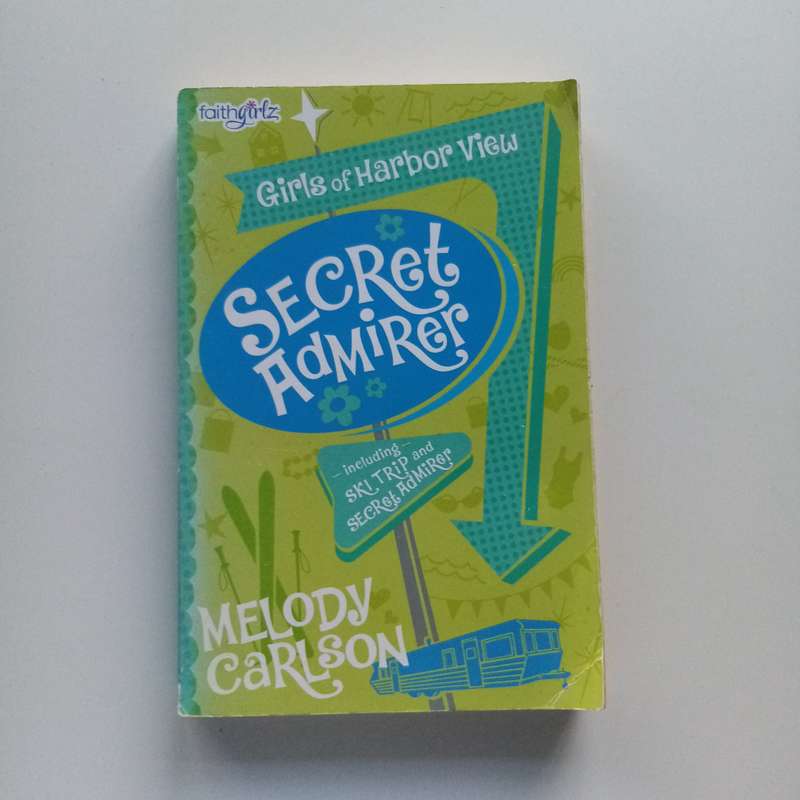 faithgirlz
Girls of Harbor View
SECRet
AdMiReR
— including —
SKI TRiP and
SECRet AdMiReR
MELODY
CaRLSON